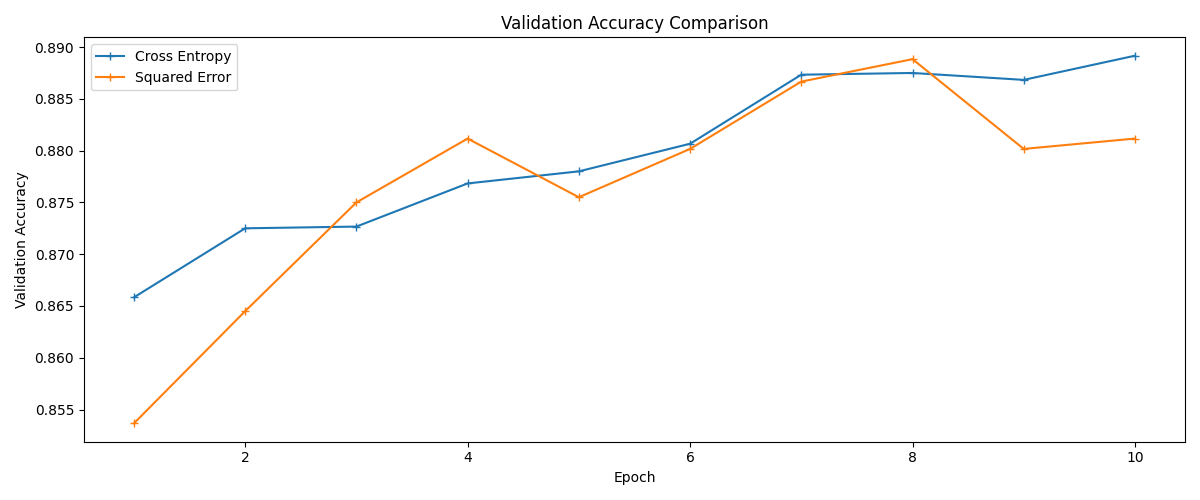 Validation Accuracy Comparison
Cross Entropy
Squared Error
0.890
0.885
0.880
0.875
0.870
0.865
0.860
0.855
Validation Accuracy
2 4 6 8 10
Epoch